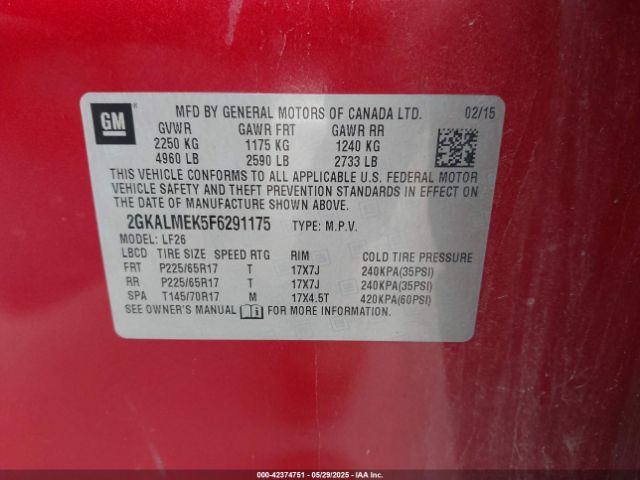 GM ®
MFD BY GENERAL MOTORS OF CANADA LTD. 02/15
GVWR GAWR FRT GAWR RR
2250 KG 1175 KG 1240 KG
4960 LB 2590 LB 2733 LB
THIS VEHICLE CONFORMS TO ALL APPLICABLE U.S. FEDERAL MOTOR
VEHICLE SAFETY AND THEFT PREVENTION STANDARDS IN EFFECT ON
THE DATE OF MANUFACTURE SHOWN ABOVE.
2GKALMEK5F6291175 TYPE: M.P.V.
MODEL: LF26
LBCD TIRE SIZE SPEED RTG RIM COLD TIRE PRESSURE
FRT P225/65R17 T 17X7J 240KPA(35PSI)
RR P225/65R17 T 17X7J 240KPA(35PSI)
SPA T145/70R17 M 17X4.5T 420KPA(60PSI)
SEE OWNER'S MANUAL FOR MORE INFORMATION.
000-42374751 - 05/29/2025 - IAAI.COM